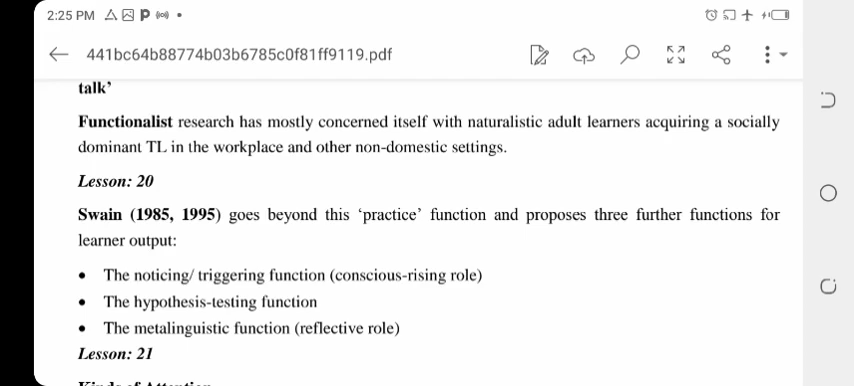 2:25 PM
441bc64b88774b03b6785c0f81ff9119.pdf
talk’
Functionalist research has mostly concerned itself with naturalistic adult learners acquiring a socially
dominant TL in the workplace and other non-domestic settings.
Lesson: 20
Swain (1985, 1995) goes beyond this ‘practice’ function and proposes three further functions for
learner output:
• The noticing/ triggering function (conscious-rising role)
• The hypothesis-testing function
• The metalinguistic function (reflective role)
Lesson: 21
Kinds of Attention